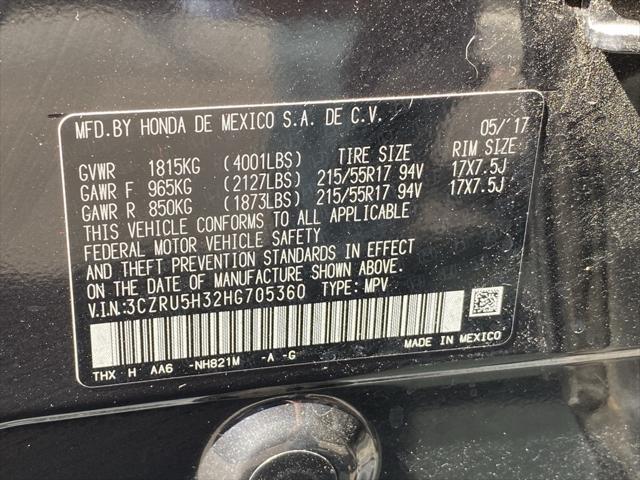 MFD.BY HONDA DE MEXICO S.A. DE C.V. 05/'17
GVWR 1815KG (4001LBS) TIRE SIZE RIM SIZE
GAWR F 965KG (2127LBS) 215/55R17 94V 17X7.5J
GAWR R 850KG (1873LBS) 215/55R17 94V 17X7.5J
THIS VEHICLE CONFORMS TO ALL APPLICABLE
FEDERAL MOTOR VEHICLE SAFETY
AND THEFT PREVENTION STANDARDS IN EFFECT
ON THE DATE OF MANUFACTURE SHOWN ABOVE.
V.I.N:3CZRU5H32HG705360 TYPE: MPV
THX H AA6 -NH821M -A -G MADE IN MEXICO